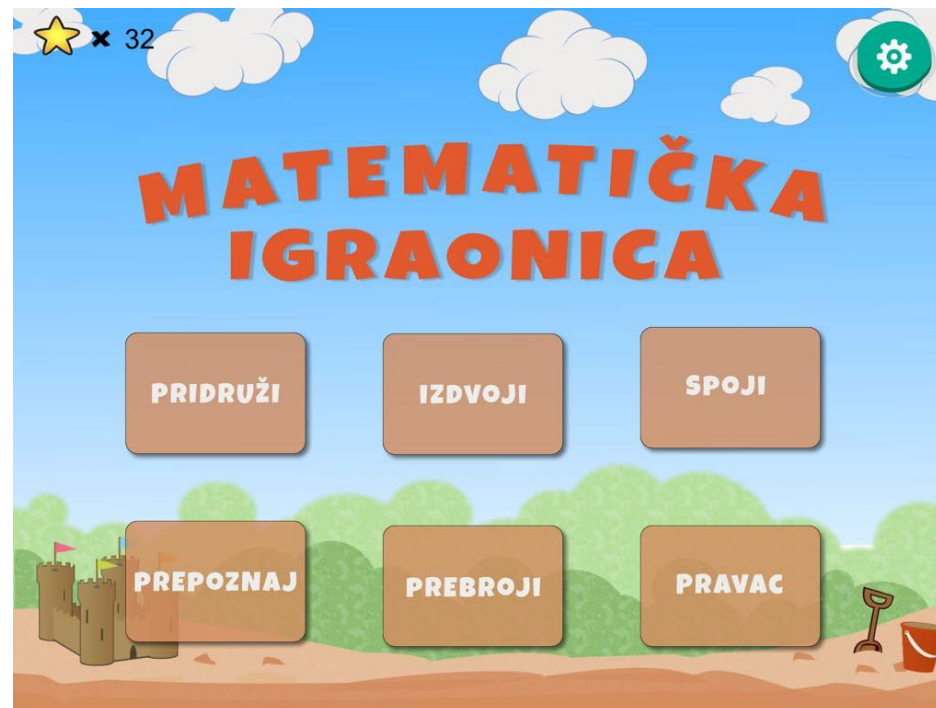 × 32
MATEMATIČKA
IGRAONICA
PRIDRUŽI
IZDVOJI
SPOJI
PREPOZNAJ
PREBROJI
PRAVAC